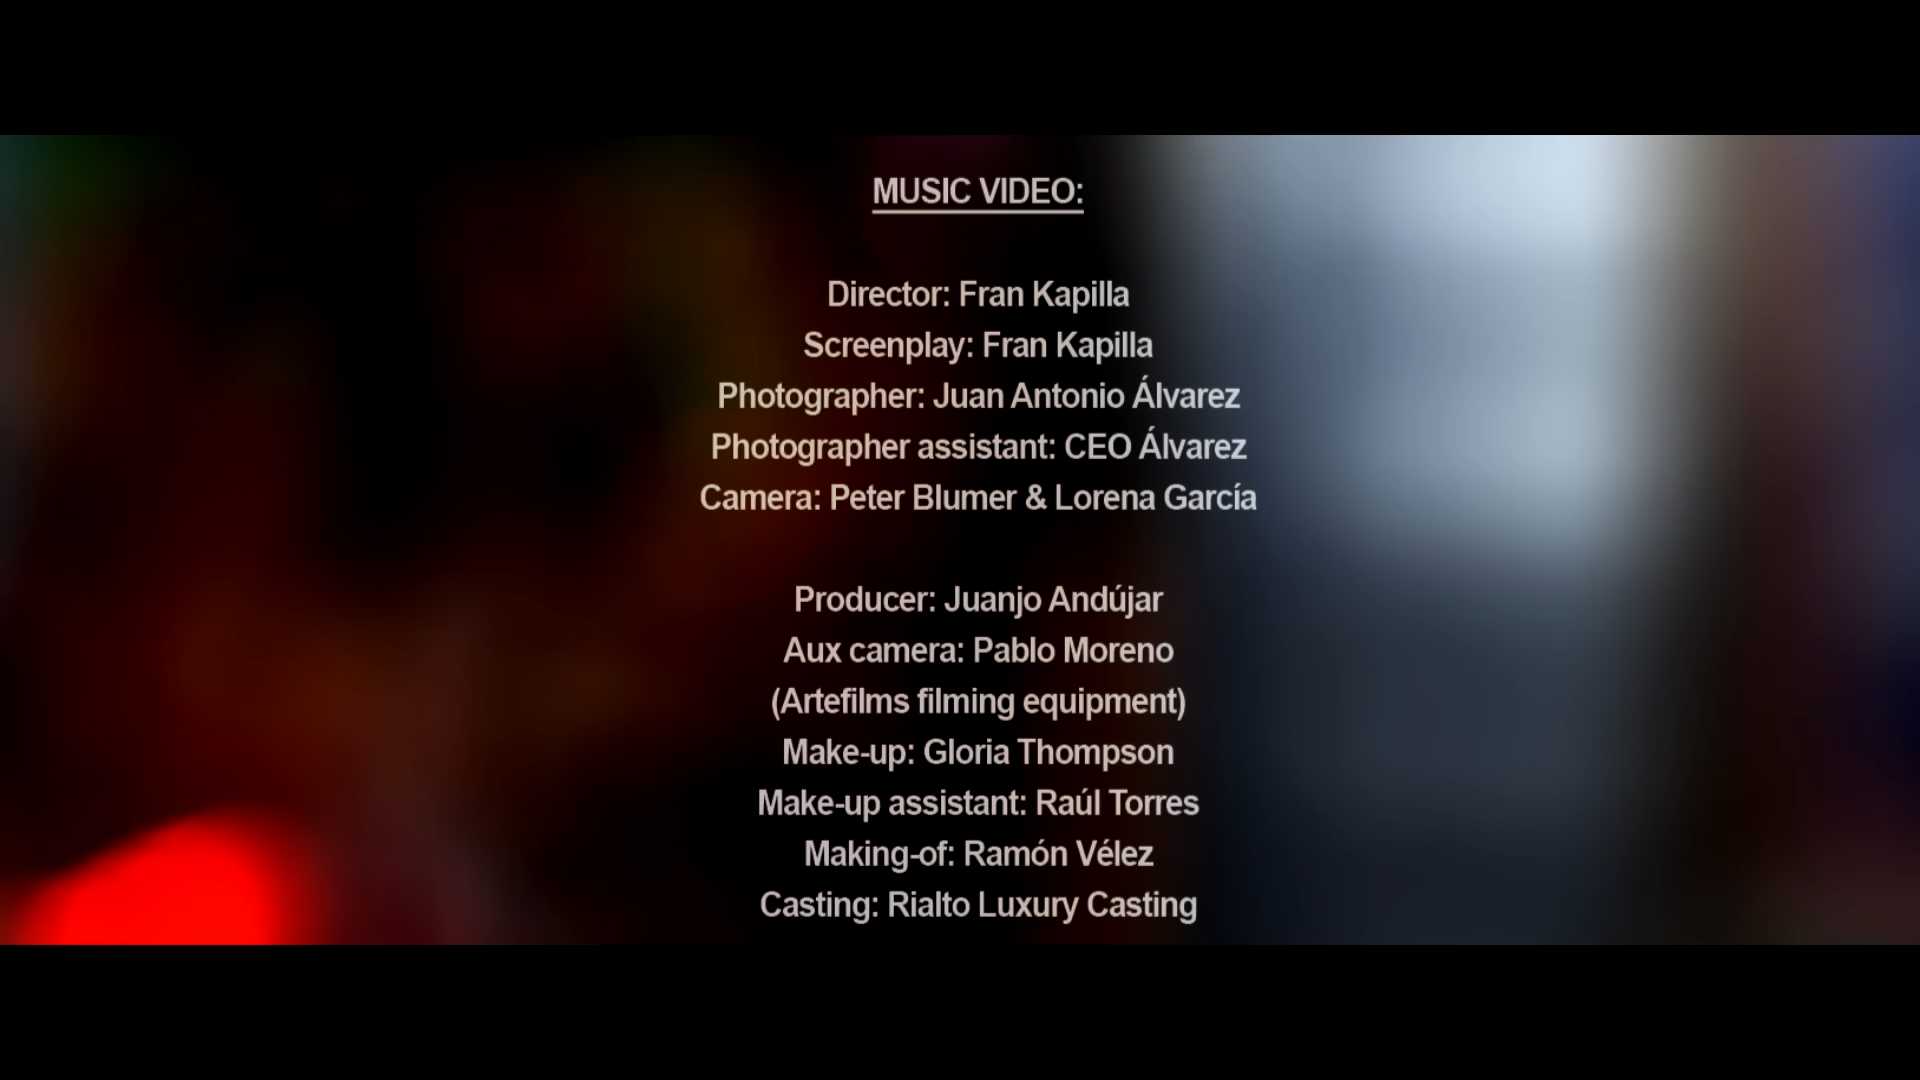 MUSIC VIDEO:
Director: Fran Kapilla
Screenplay: Fran Kapilla
Photographer: Juan Antonio Álvarez
Photographer assistant: CEO Álvarez
Camera: Peter Blumer & Lorena García
Producer: Juanjo Andújar
Aux camera: Pablo Moreno
(Artefilms filming equipment)
Make-up: Gloria Thompson
Make-up assistant: Raúl Torres
Making-of: Ramón Vélez
Casting: Rialto Luxury Casting